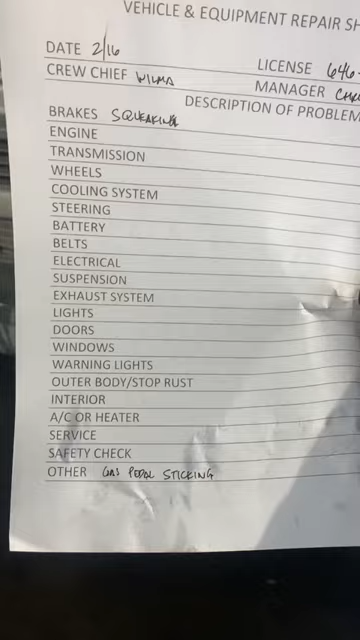 VEHICLE & EQUIPMENT REPAIR SH
DATE 2/16
LICENSE 646-
CREW CHIEF WILMA
MANAGER
DESCRIPTION OF PROBLEM
BRAKES SQUEAKING
ENGINE
TRANSMISSION
WHEELS
COOLING SYSTEM
STEERING
BATTERY
BELTS
ELECTRICAL
SUSPENSION
EXHAUST SYSTEM
LIGHTS
DOORS
WINDOWS
WARNING LIGHTS
OUTER BODY/STOP RUST
INTERIOR
A/C OR HEATER
SERVICE
SAFETY CHECK
OTHER GAS PEDAL STICKING